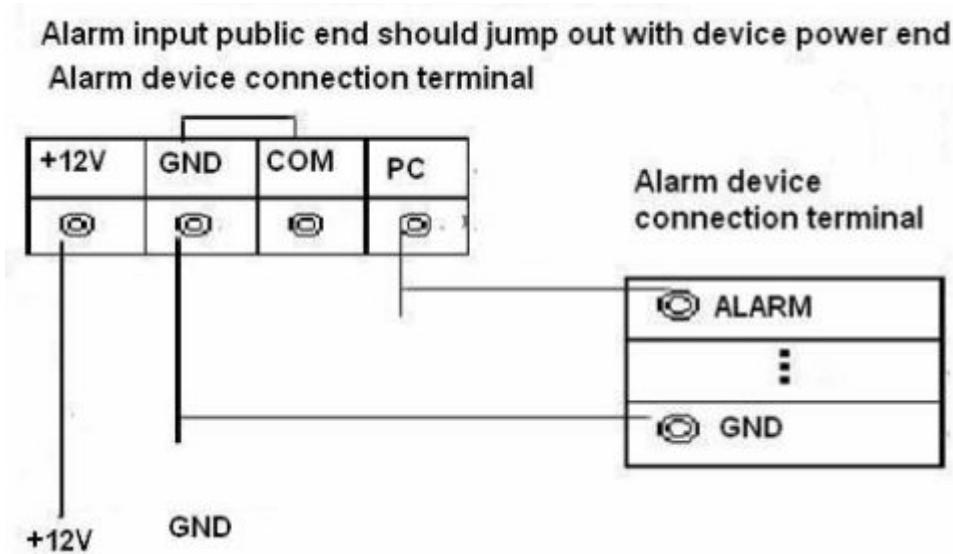 Alarm input public end should jump out with device power end
Alarm device connection terminal
+12V GND COM PC
Alarm device
connection terminal
ALARM
GND
+12V GND